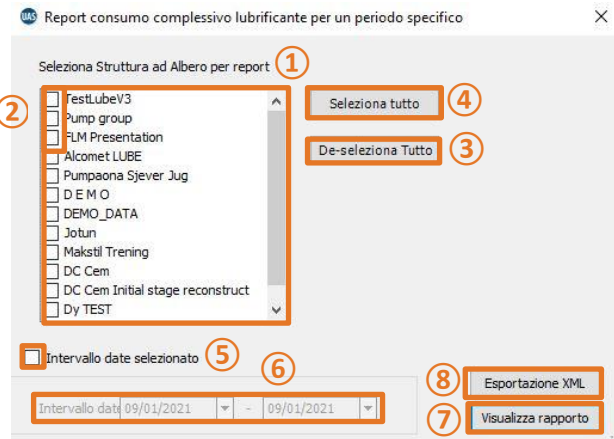 UAS Report consumo complessivo lubrificante per un periodo specifico
Seleziona Struttura ad Albero per report 1
2
TestLubeV3
Pump group
FLM Presentation
Alcomet LUBE
Pumpaona Sjever Jug
D E M O
DEMO_DATA
Jotun
Makstil Trening
DC Cem
DC Cem Initial stage reconstruct
Dy TEST
Seleziona tutto 4
De-seleziona Tutto 3
Intervallo date selezionato 5
6
Intervallo date 09/01/2021 - 09/01/2021
8 Esportazione XML
7 Visualizza rapporto